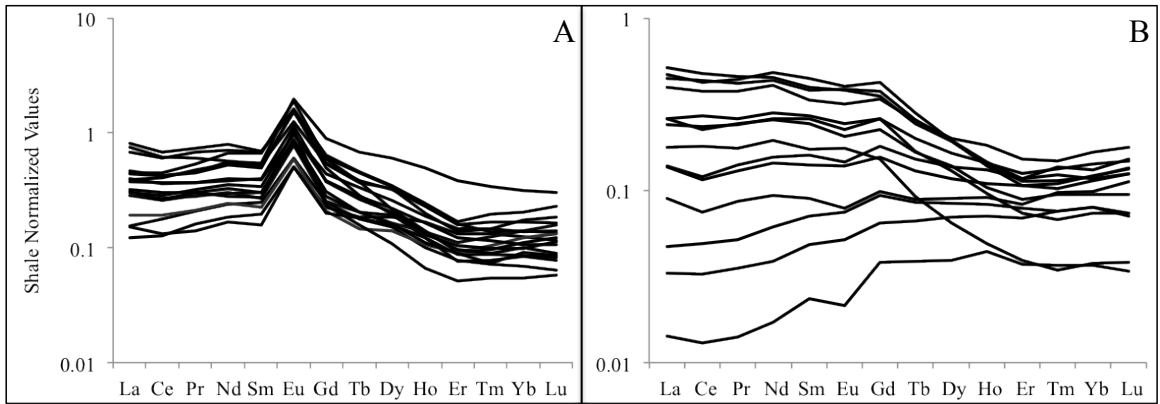 A
Shale Normalized Values
10
1
0.1
0.01
La Ce Pr Nd Sm Eu Gd Tb Dy Ho Er Tm Yb Lu
B
1
0.1
0.01
La Ce Pr Nd Sm Eu Gd Tb Dy Ho Er Tm Yb Lu